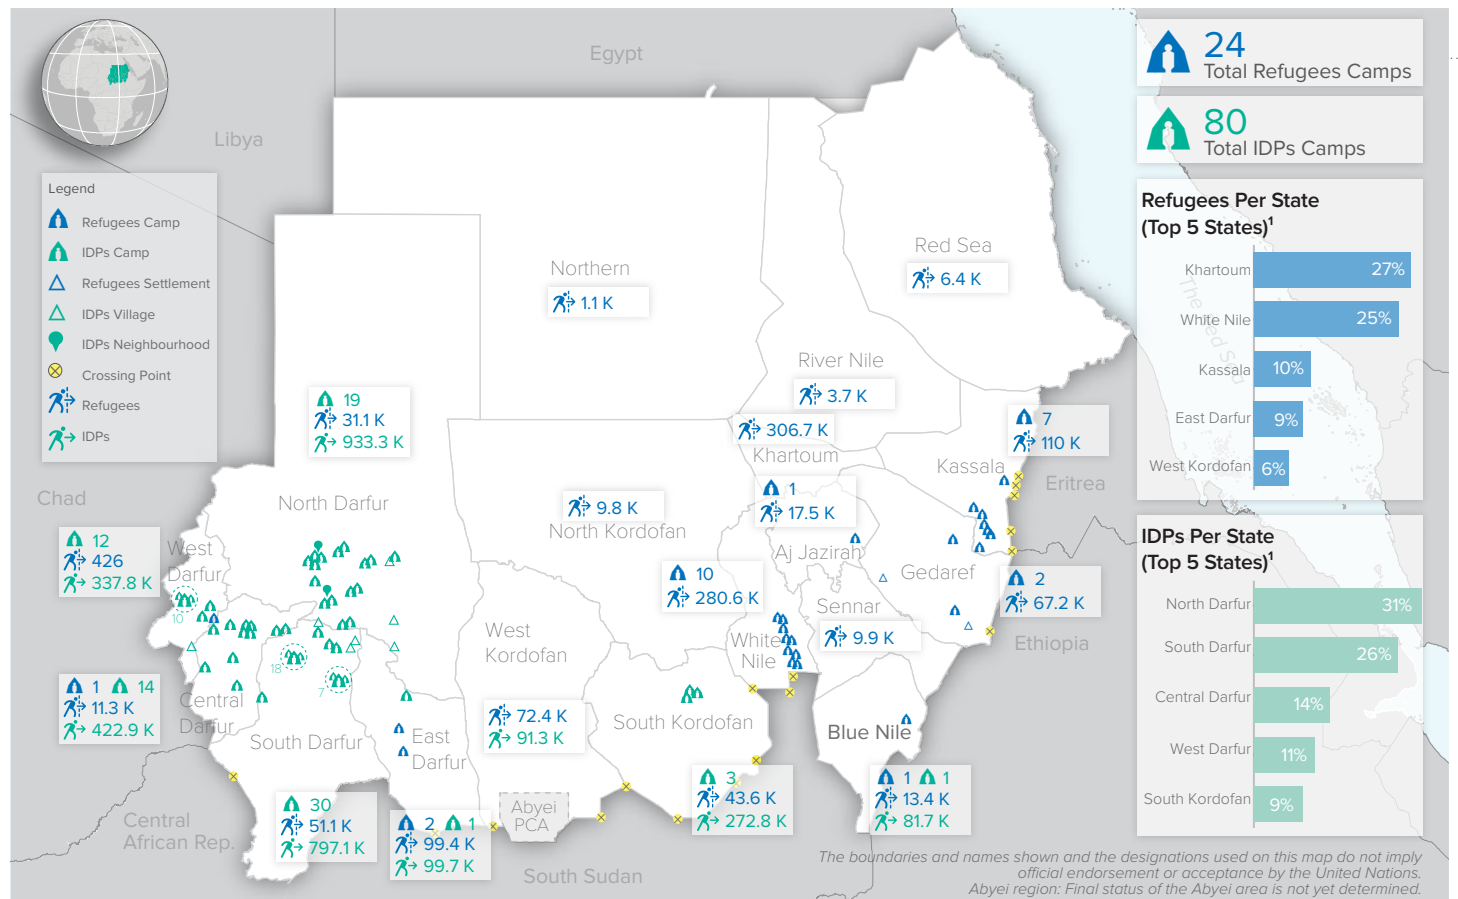 Egypt
Libya
Legend
Refugees Camp
IDPs Camp
Refugees Settlement
IDPs Village
IDPs Neighbourhood
Crossing Point
Refugees
IDPs
Chad
Northern
1.1 K
Red Sea
6.4 K
River Nile
3.7 K
19
31.1 K
933.3 K
306.7 K
Khartoum
7
110 K
Kassala
Eritrea
North Darfur
9.8 K
North Kordofan
1
17.5 K
Aj Jazirah
12
426
337.8 K
West
Darfur
10
10
280.6 K
Gedaref
2
67.2 K
Ethiopia
Sennar
9.9 K
West
Kordofan
White
Nile
18
7
1 14
11.3 K
422.9 K
Central
Darfur
South Darfur
East
Darfur
72.4 K
91.3 K
South Kordofan
Blue Nile
3
43.6 K
272.8 K
1 1
13.4 K
81.7 K
30
51.1 K
797.1 K
2 1
99.4 K
99.7 K
Abyei
PCA
Central
African Rep.
South Sudan
24
Total Refugees Camps
80
Total IDPs Camps
The Red Sea
Refugees Per State
(Top 5 States)¹
Khartoum 27%
White Nile 25%
Kassala 10%
East Darfur 9%
West Kordofan 6%
IDPs Per State
(Top 5 States)¹
North Darfur 31%
South Darfur 26%
Central Darfur 14%
West Darfur 11%
South Kordofan 9%
The boundaries and names shown and the designations used on this map do not imply
official endorsement or acceptance by the United Nations.
Abyei region: Final status of the Abyei area is not yet determined.